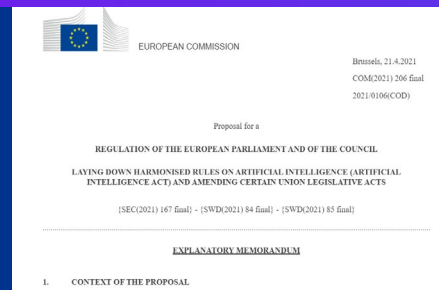 EUROPEAN COMMISSION
Brussels, 21.4.2021
COM(2021) 206 final
2021/0106(COD)
Proposal for a
REGULATION OF THE EUROPEAN PARLIAMENT AND OF THE COUNCIL
LAYING DOWN HARMONISED RULES ON ARTIFICIAL INTELLIGENCE (ARTIFICIAL
INTELLIGENCE ACT) AND AMENDING CERTAIN UNION LEGISLATIVE ACTS
{SEC(2021) 167 final} - {SWD(2021) 84 final} - {SWD(2021) 85 final}
EXPLANATORY MEMORANDUM
1. CONTEXT OF THE PROPOSAL